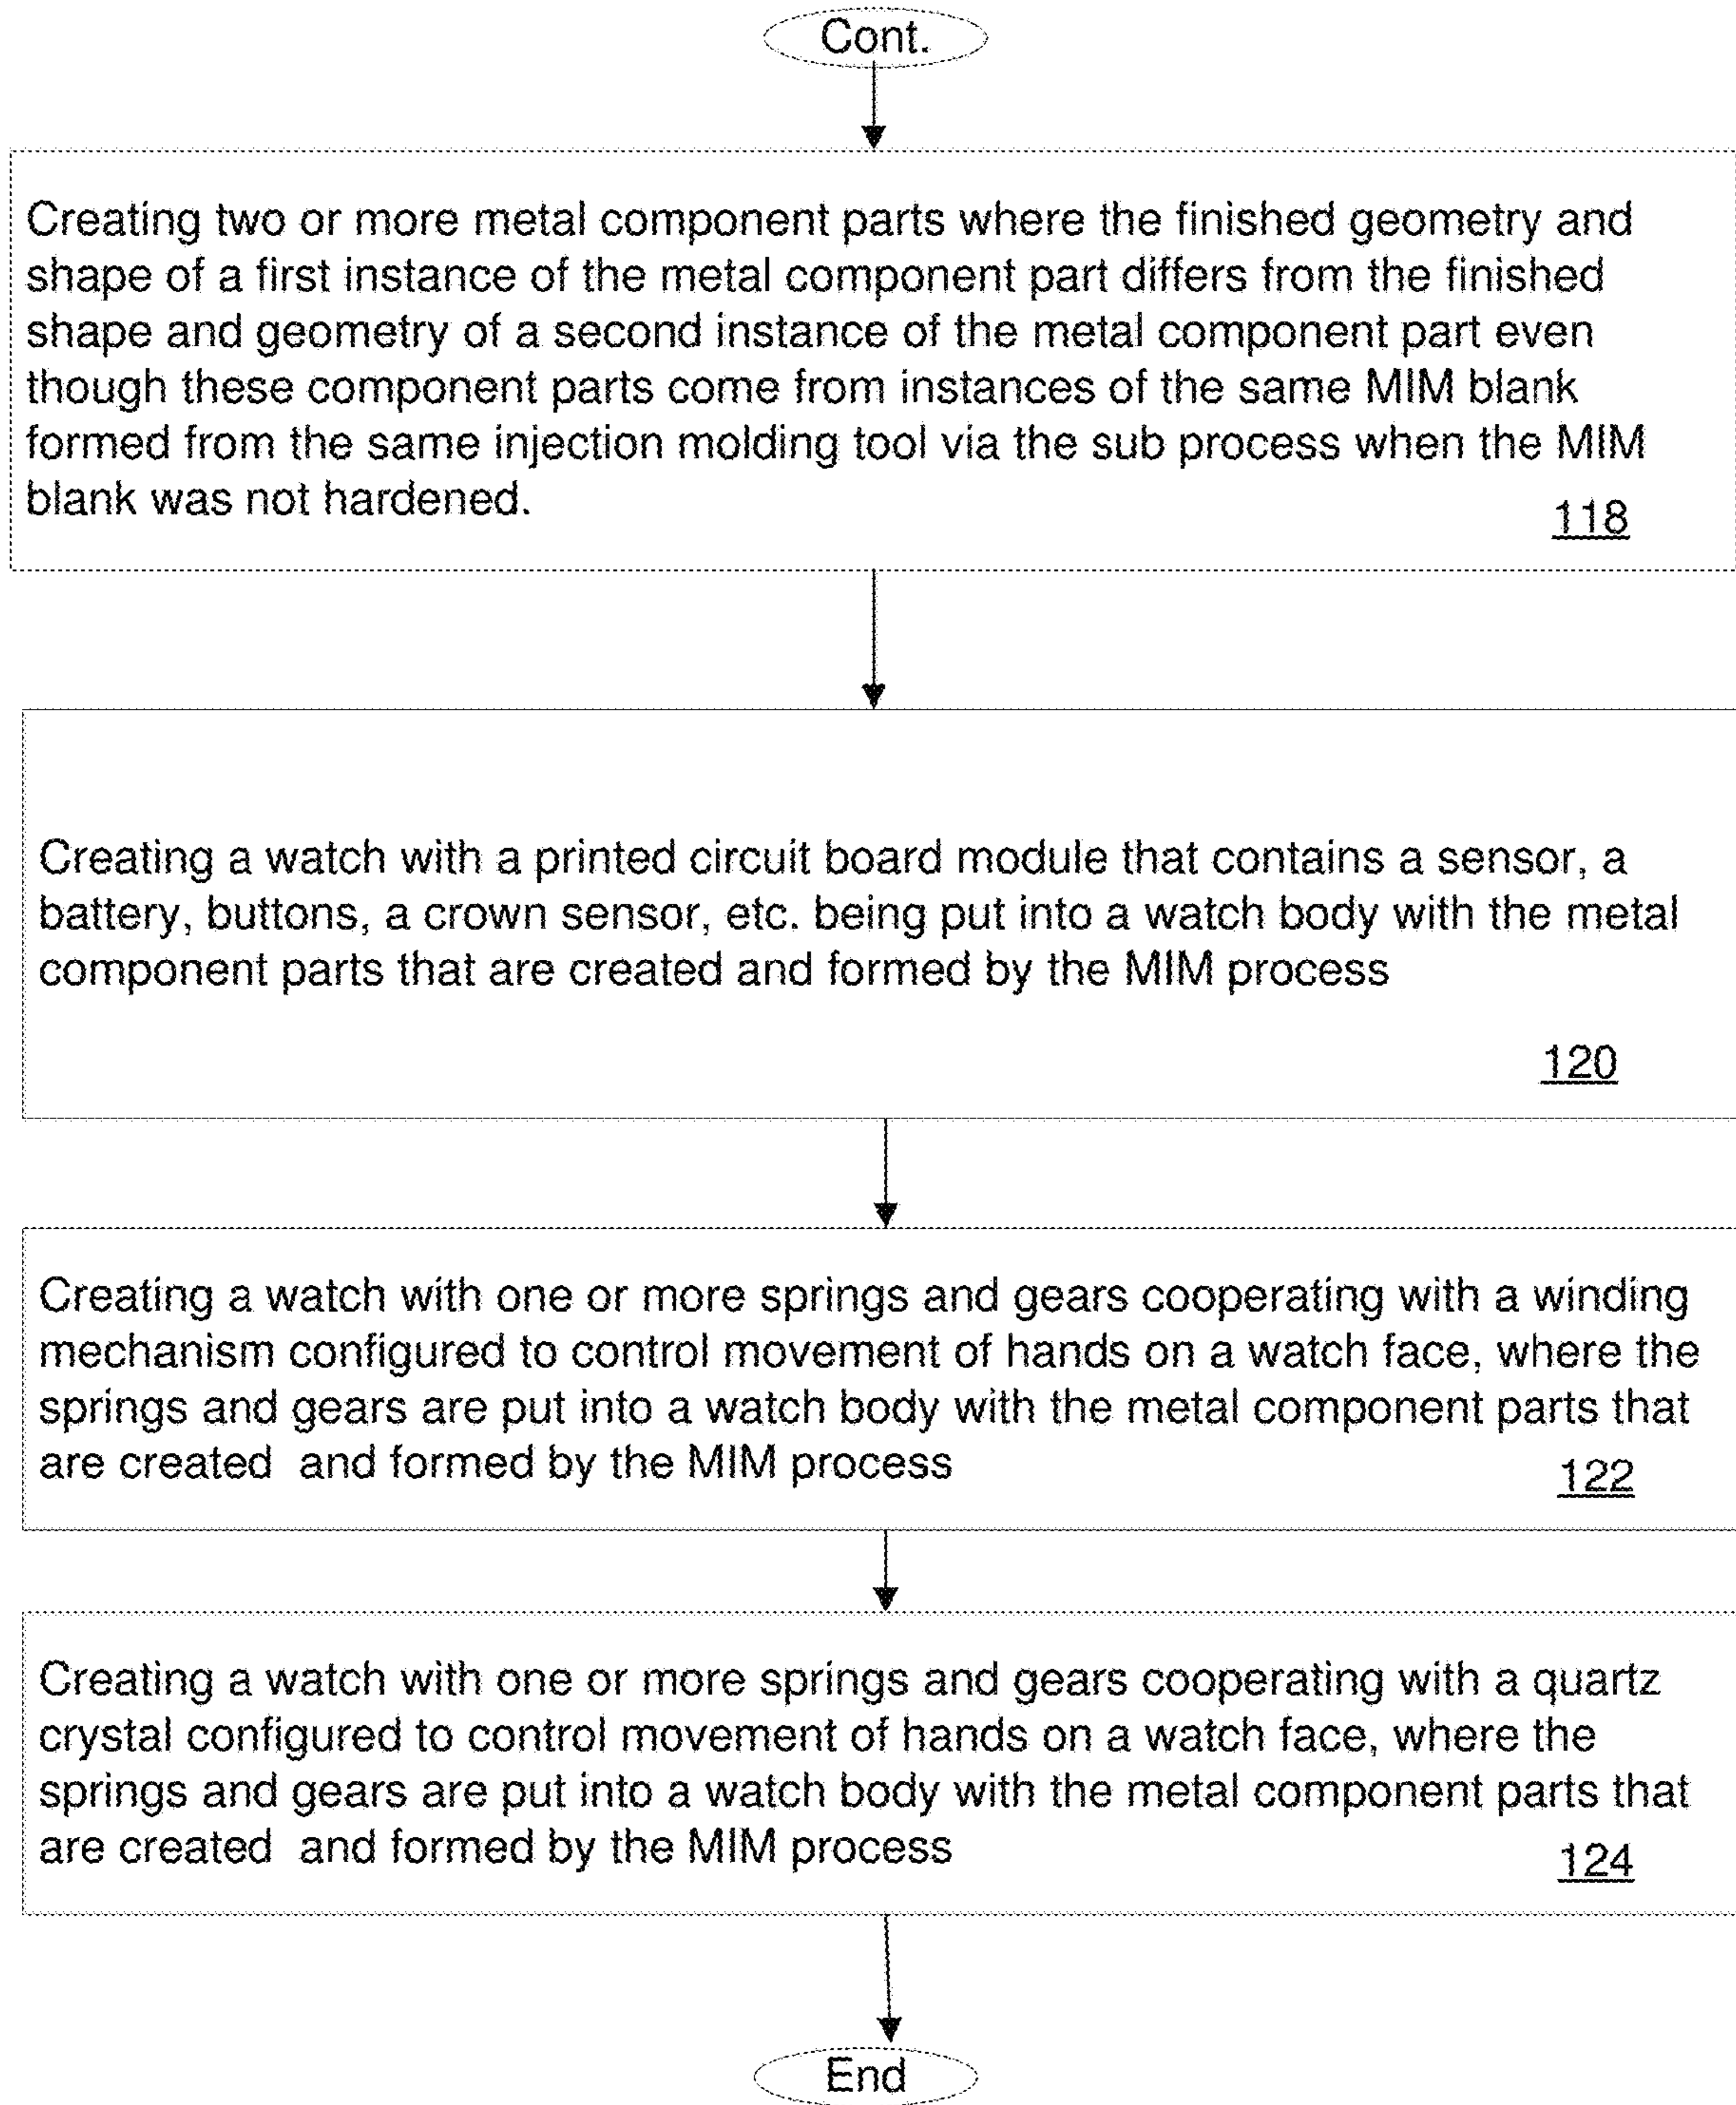 Cont.
Creating two or more metal component parts where the finished geometry and
shape of a first instance of the metal component part differs from the finished
shape and geometry of a second instance of the metal component part even
though these component parts come from instances of the same MIM blank
formed from the same injection molding tool via the sub process when the MIM
blank was not hardened.
118
Creating a watch with a printed circuit board module that contains a sensor, a
battery, buttons, a crown sensor, etc. being put into a watch body with the metal
component parts that are created and formed by the MIM process
120
Creating a watch with one or more springs and gears cooperating with a winding
mechanism configured to control movement of hands on a watch face, where the
springs and gears are put into a watch body with the metal component parts that
are created  and formed by the MIM process
122
Creating a watch with one or more springs and gears cooperating with a quartz
crystal configured to control movement of hands on a watch face, where the
springs and gears are put into a watch body with the metal component parts that
are created  and formed by the MIM process
124
End